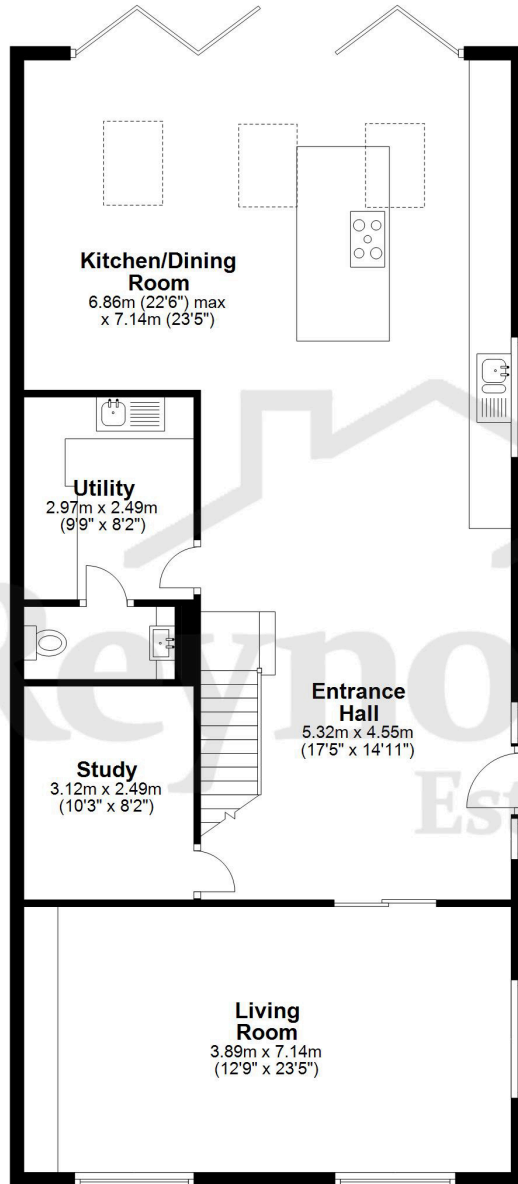 Kitchen/Dining
Room
6.86m (22'6") max
x 7.14m (23'5")
Utility
2.97m x 2.49m
(9'9" x 8'2")
Entrance
Hall
5.32m x 4.55m
(17'5" x 14'11")
Study
3.12m x 2.49m
(10'3" x 8'2")
Living
Room
3.89m x 7.14m
(12'9" x 23'5")